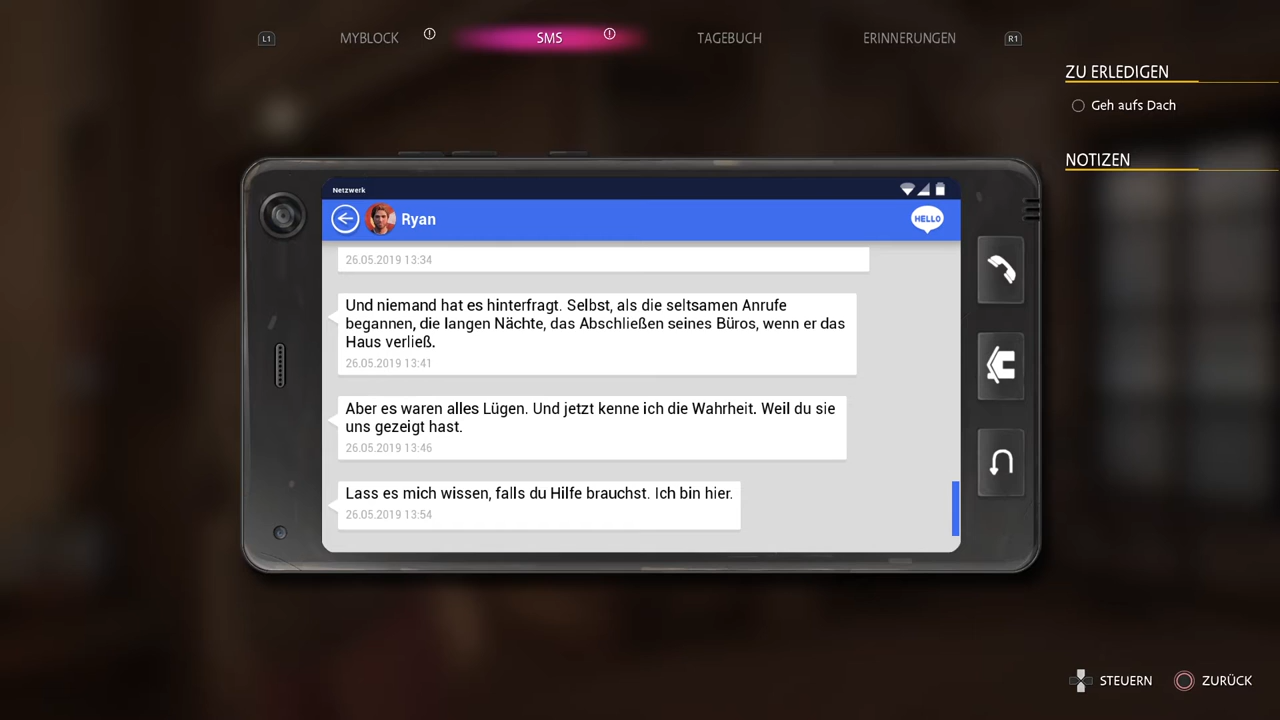 L1
MYBLOCK
SMS
TAGEBUCH
ERINNERUNGEN
R1
ZU ERLEDIGEN
Geh aufs Dach
NOTIZEN
Netzwerk
Ryan
HELLO
26.05.2019 13:34
Und niemand hat es hinterfragt. Selbst, als die seltsamen Anrufe
begannen, die langen Nächte, das Abschließen seines Büros, wenn er das
Haus verließ.
26.05.2019 13:41
Aber es waren alles Lügen. Und jetzt kenne ich die Wahrheit. Weil du sie
uns gezeigt hast.
26.05.2019 13:46
Lass es mich wissen, falls du Hilfe brauchst. Ich bin hier.
26.05.2019 13:54
STEUERN
ZURÜCK